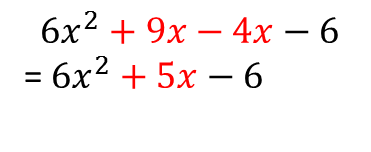 6x² + 9x − 4x − 6
= 6x² + 5x − 6